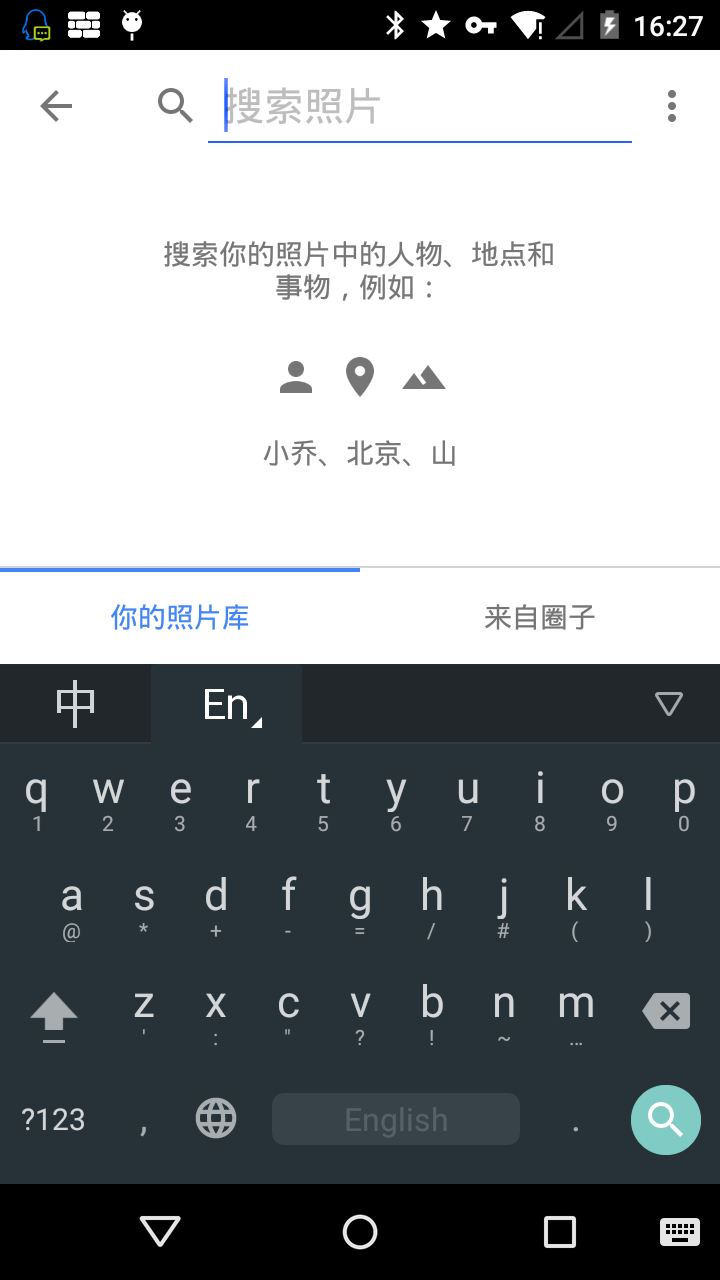 16:27
搜索照片
搜索你的照片中的人物、地点和
事物，例如：
小乔、北京、山
你的照片库 来自圈子
中 En
q w e r t y u i o p
1 2 3 4 5 6 7 8 9 0
a s d f g h j k l
@ * + - = / # ( )
z x c v b n m
' : " ? ! ~ …
?123 , English .